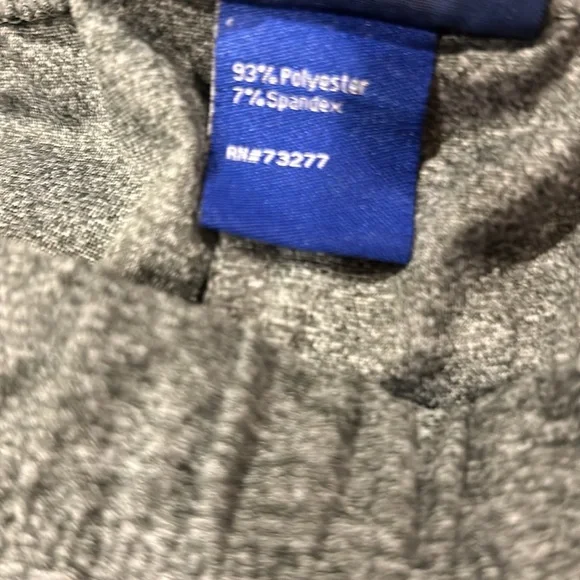 93% Polyester
7% Spandex
RN#73277